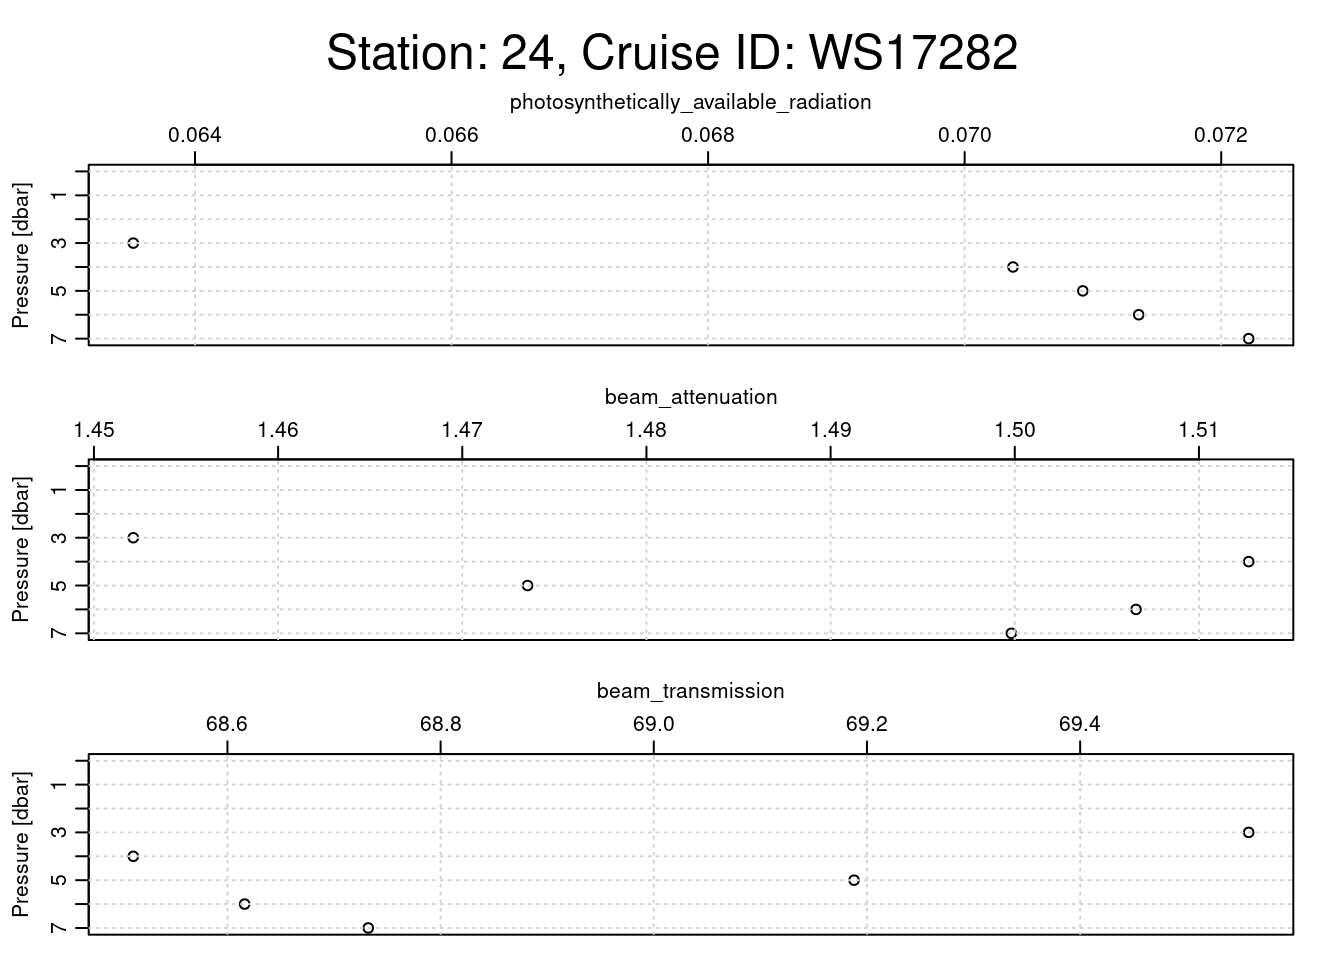 Station: 24, Cruise ID: WS17282
photosynthetically_available_radiation
0.064 0.066 0.068 0.070 0.072
Pressure [dbar]
1
3
5
7
beam_attenuation
1.45 1.46 1.47 1.48 1.49 1.50 1.51
Pressure [dbar]
1
3
5
7
beam_transmission
68.6 68.8 69.0 69.2 69.4
Pressure [dbar]
1
3
5
7